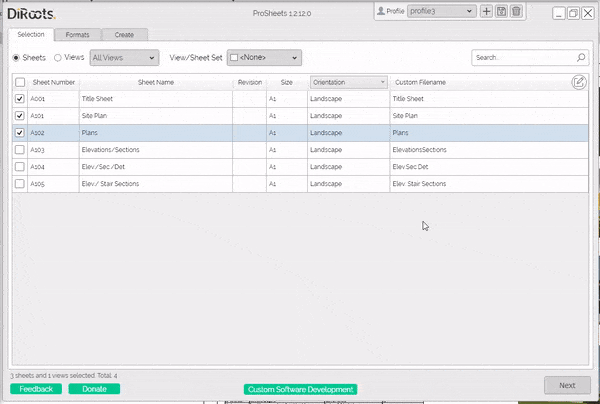 DiRoots.
ProSheets 1.2.12.0
Profile profile3
Selection Formats Create
Sheets Views All Views View/Sheet Set <None> Search...
Sheet Number Sheet Name Revision Size Orientation Custom Filename
A001 Title Sheet A1 Landscape Title Sheet
A101 Site Plan A1 Landscape Site Plan
A102 Plans A1 Landscape Plans
A103 Elevations/Sections A1 Landscape ElevationsSections
A104 Elev./Sec./Det. A1 Landscape Elev.Sec.Det.
A105 Elev./ Stair Sections A1 Landscape Elev. Stair Sections
3 sheets and 1 views selected. Total: 4
Feedback Donate Custom Software Development Next